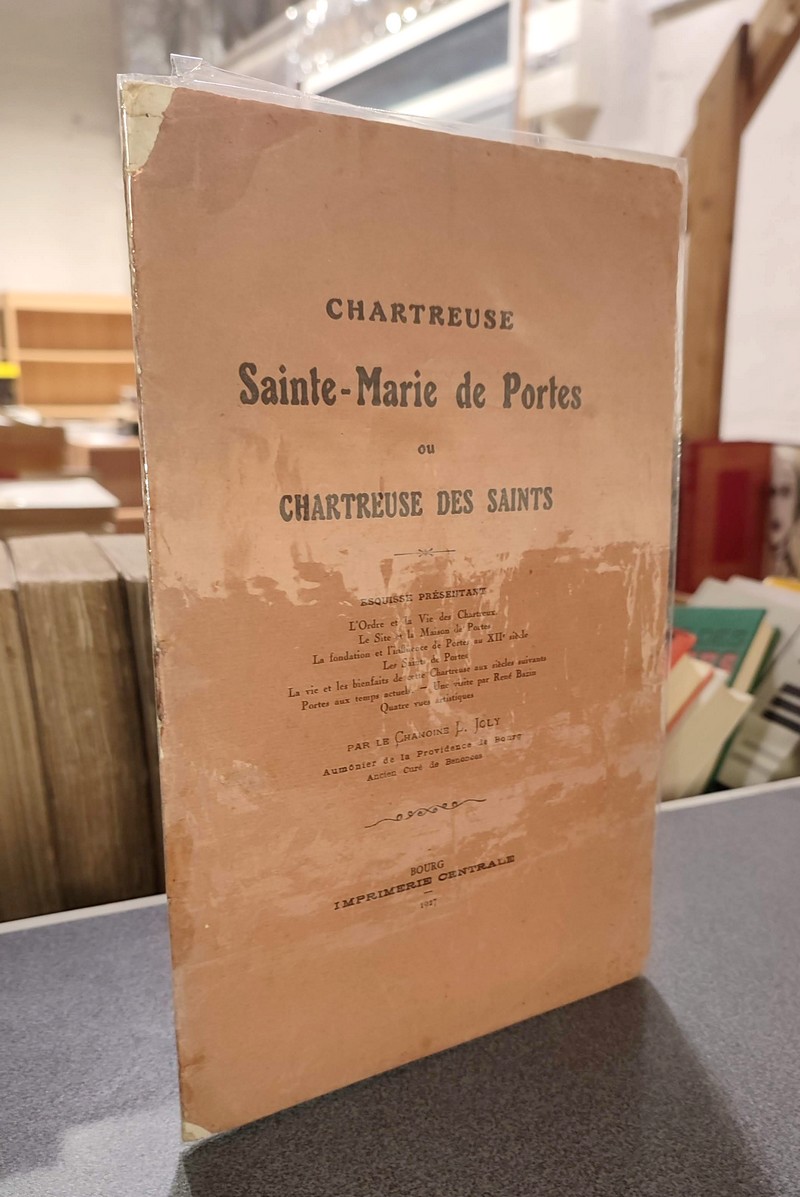 CHARTREUSE
Sainte-Marie de Portes
ou
CHARTREUSE DES SAINTS
ESQUISSE PRÉSENTANT
L'Ordre et la Vie des Chartreux
Le Site et la Maison de Portes
La fondation et l'influence de Portes au XIIe siècle
Les Saints de Portes
La vie et les bienfaits de cette Chartreuse aux siècles suivants
Portes aux temps actuels. — Une visite par René Bazin
Quatre vues artistiques
PAR LE CHANOINE L. JOLY
Aumônier de la Providence de Bourg
Ancien Curé de Benonces
BOURG
IMPRIMERIE CENTRALE
1927